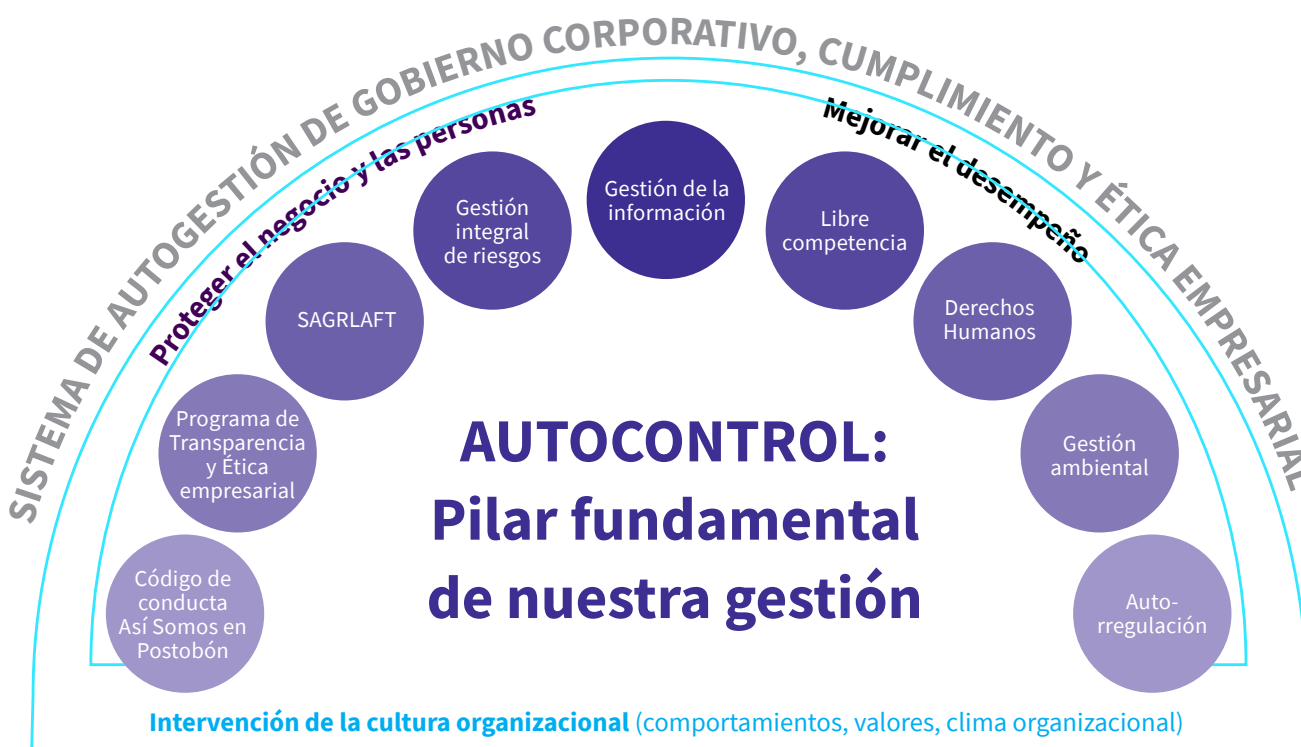 SISTEMA DE AUTOGESTIÓN DE GOBIERNO CORPORATIVO, CUMPLIMIENTO Y ÉTICA EMPRESARIAL
Proteger el negocio y las personas
Mejorar el desempeño
Código de
conducta
Así Somos en
Postobón
Programa de
Transparencia
y Ética
empresarial
SAGRLAFT
Gestión
integral
de riesgos
Gestión de la
información
Libre
competencia
Derechos
Humanos
Gestión
ambiental
Auto-
rregulación
AUTOCONTROL:
Pilar fundamental
de nuestra gestión
Intervención de la cultura organizacional (comportamientos, valores, clima organizacional)